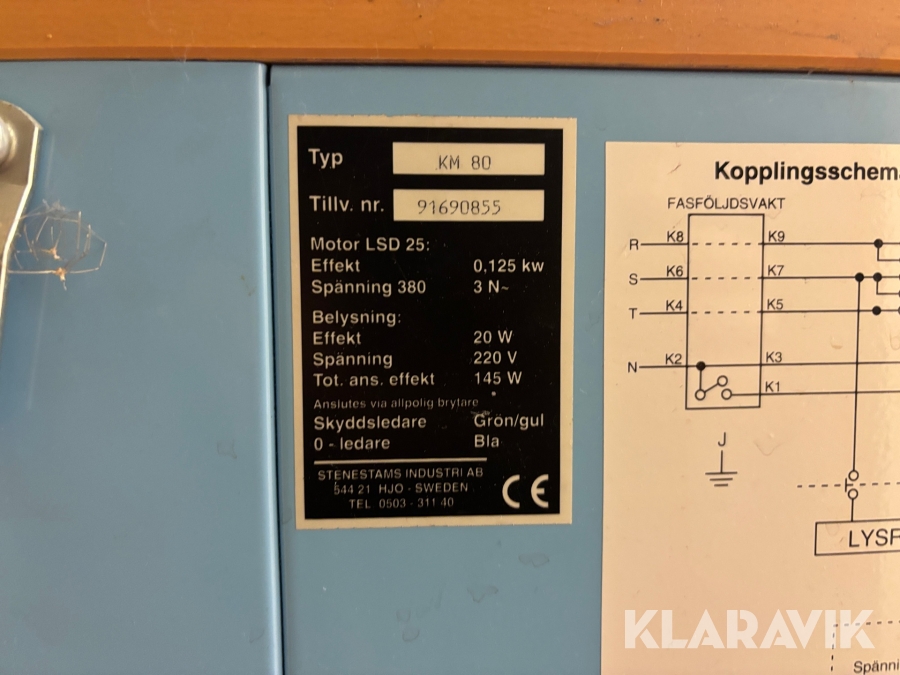 Typ KM 80
Tillv. nr. 91690855
Motor LSD 25:
Effekt 0,125 kw
Spänning 380 3 N~
Belysning:
Effekt 20 W
Spänning 220 V
Tot. ans. effekt 145 W
Anslutes via allpolig brytare
Skyddsledare Grön/gul
0 - ledare Bla
STENESTAMS INDUSTRI AB
544 21 HJO - SWEDEN
TEL 0503 - 311 40
CE
Kopplingsschema
FASFÖLJDSVAKT
R K8 K9
S K6 K7
T K4 K5
N K2 K3
K1
J
LYSR
Spänni
KLARAVIK